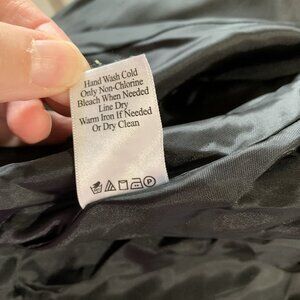 Hand Wash Cold
Only Non-Chlorine
Bleach When Needed
Line Dry
Warm Iron If Needed
Or Dry Clean
P